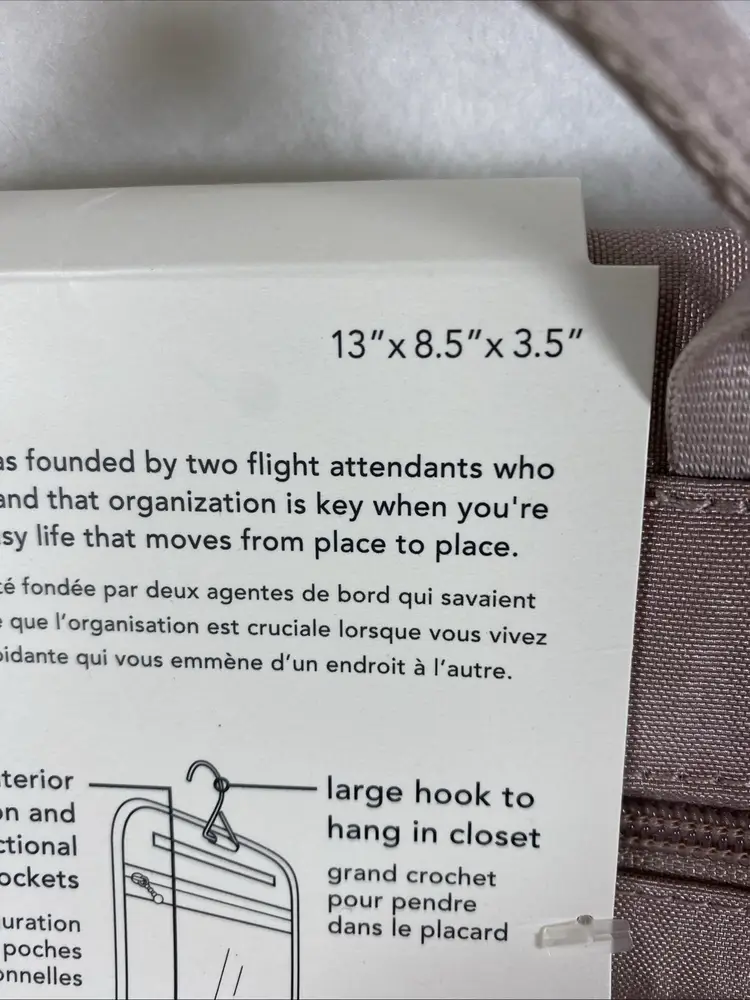 13"x 8.5"x 3.5"
as founded by two flight attendants who
and that organization is key when you're
sy life that moves from place to place.
té fondée par deux agentes de bord qui savaient
e que l'organisation est cruciale lorsque vous vivez
pidante qui vous emmène d'un endroit à l'autre.
terior
on and
ctional
ockets
uration
poches
onnelles
large hook to
hang in closet
grand crochet
pour pendre
dans le placard